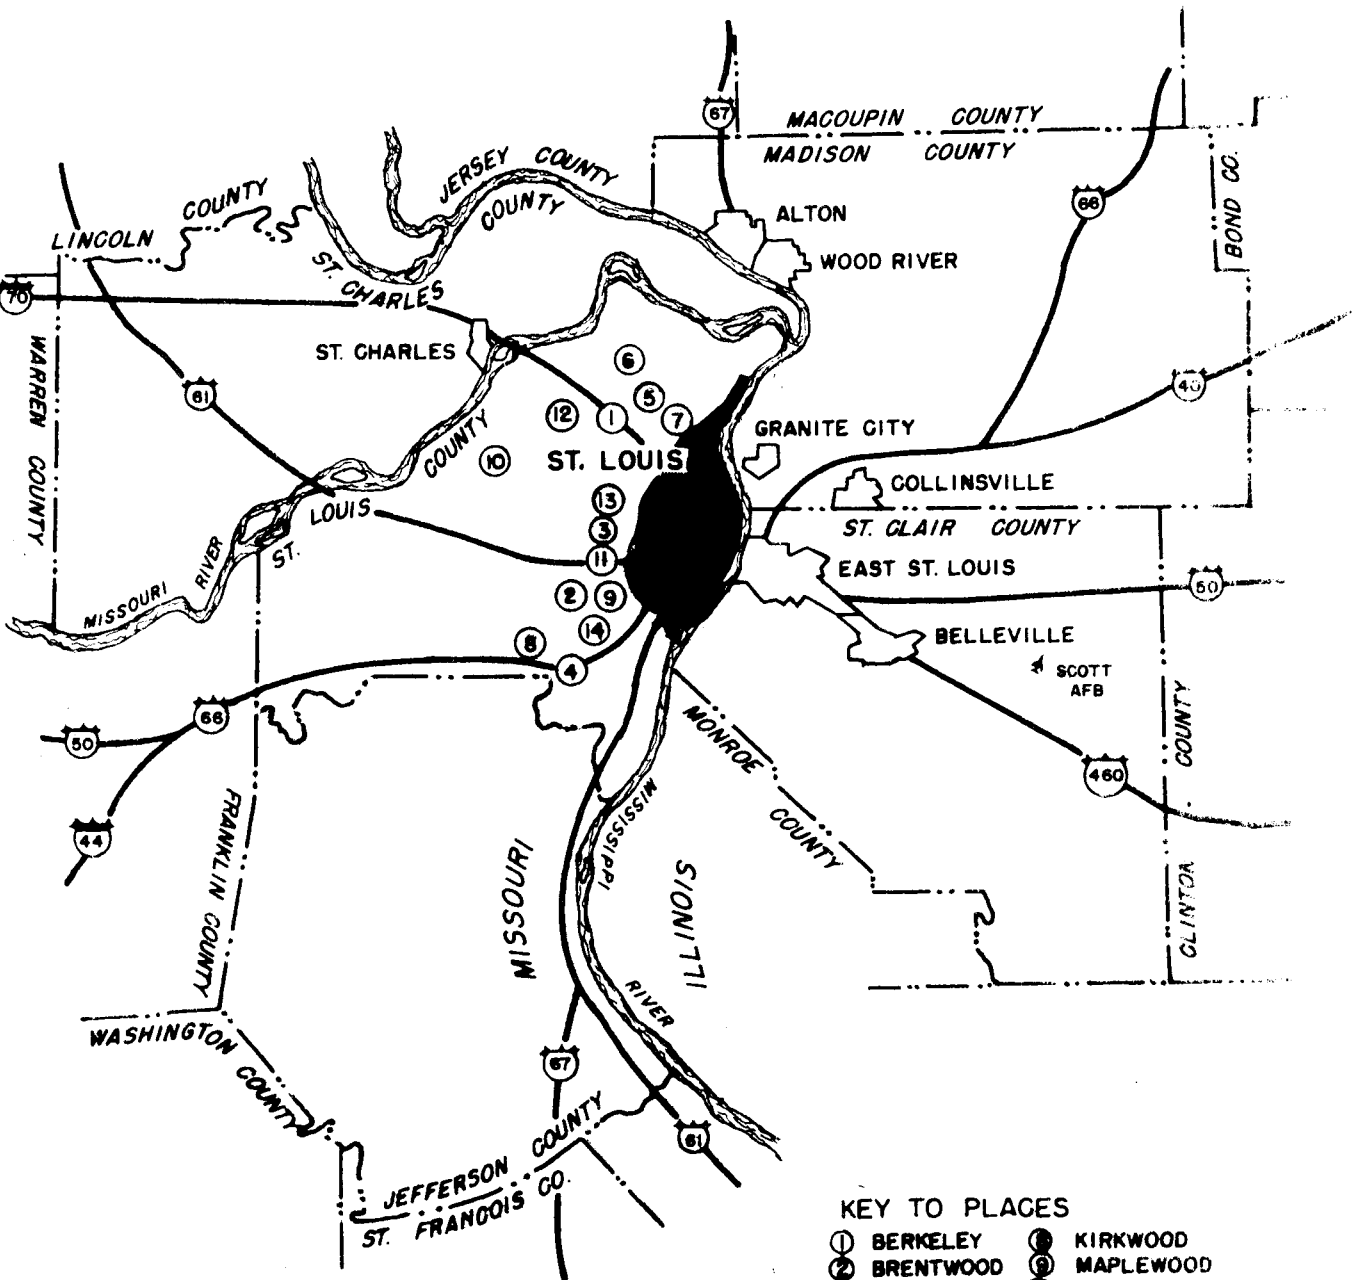 67
MACOUPIN COUNTY
MADISON COUNTY
BOND CO.
66
JERSEY COUNTY
COUNTY
LINCOLN COUNTY
ST. CHARLES
ALTON
WOOD RIVER
70
ST. CHARLES
WARREN COUNTY
61
6
5
7
12
1
40
GRANITE CITY
COUNTY
10
ST. LOUIS
COLLINSVILLE
13
LOUIS
ST.
3
ST. CLAIR COUNTY
11
EAST ST. LOUIS
50
MISSOURI RIVER
2
9
14
BELLEVILLE
8
4
SCOTT
AFB
66
50
MONROE COUNTY
460
COUNTY
CLINTON
44
FRANKLIN COUNTY
MISSISSIPPI
MISSOURI
ILLINOIS
RIVER
WASHINGTON COUNTY
67
61
JEFFERSON COUNTY
ST. FRANCOIS CO.
KEY TO PLACES
1 BERKELEY 8 KIRKWOOD
2 BRENTWOOD 9 MAPLEWOOD